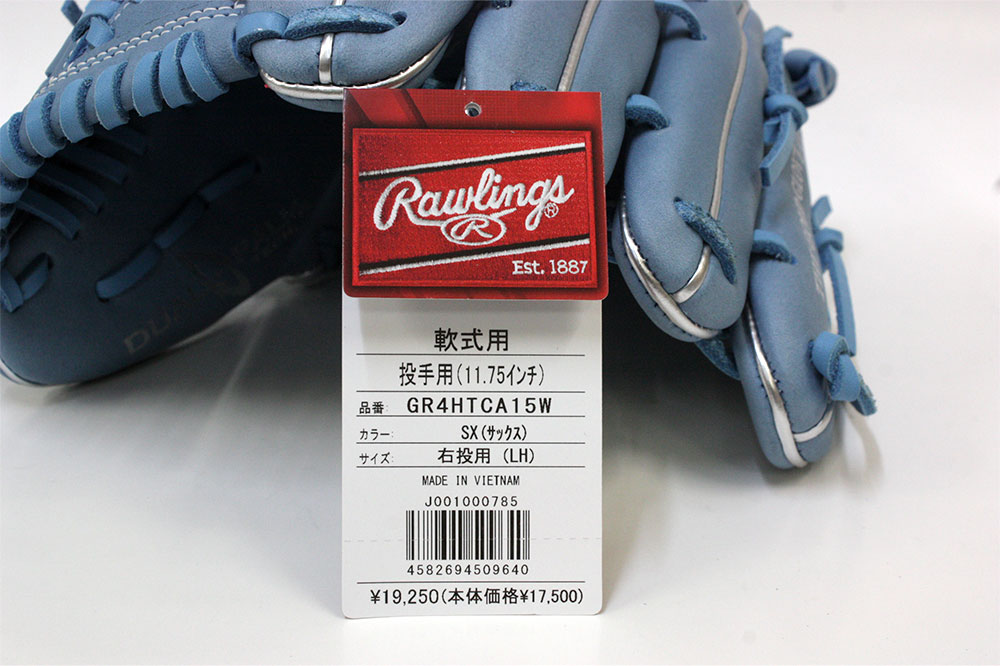 Rawlings®
R
Est. 1887
軟式用
投手用(11.75インチ)
品番: GR4HTCA15W
カラー: SX(サックス)
サイズ: 右投用 (LH)
MADE IN VIETNAM
J001000785
4582694509640
¥19,250(本体価格¥17,500)